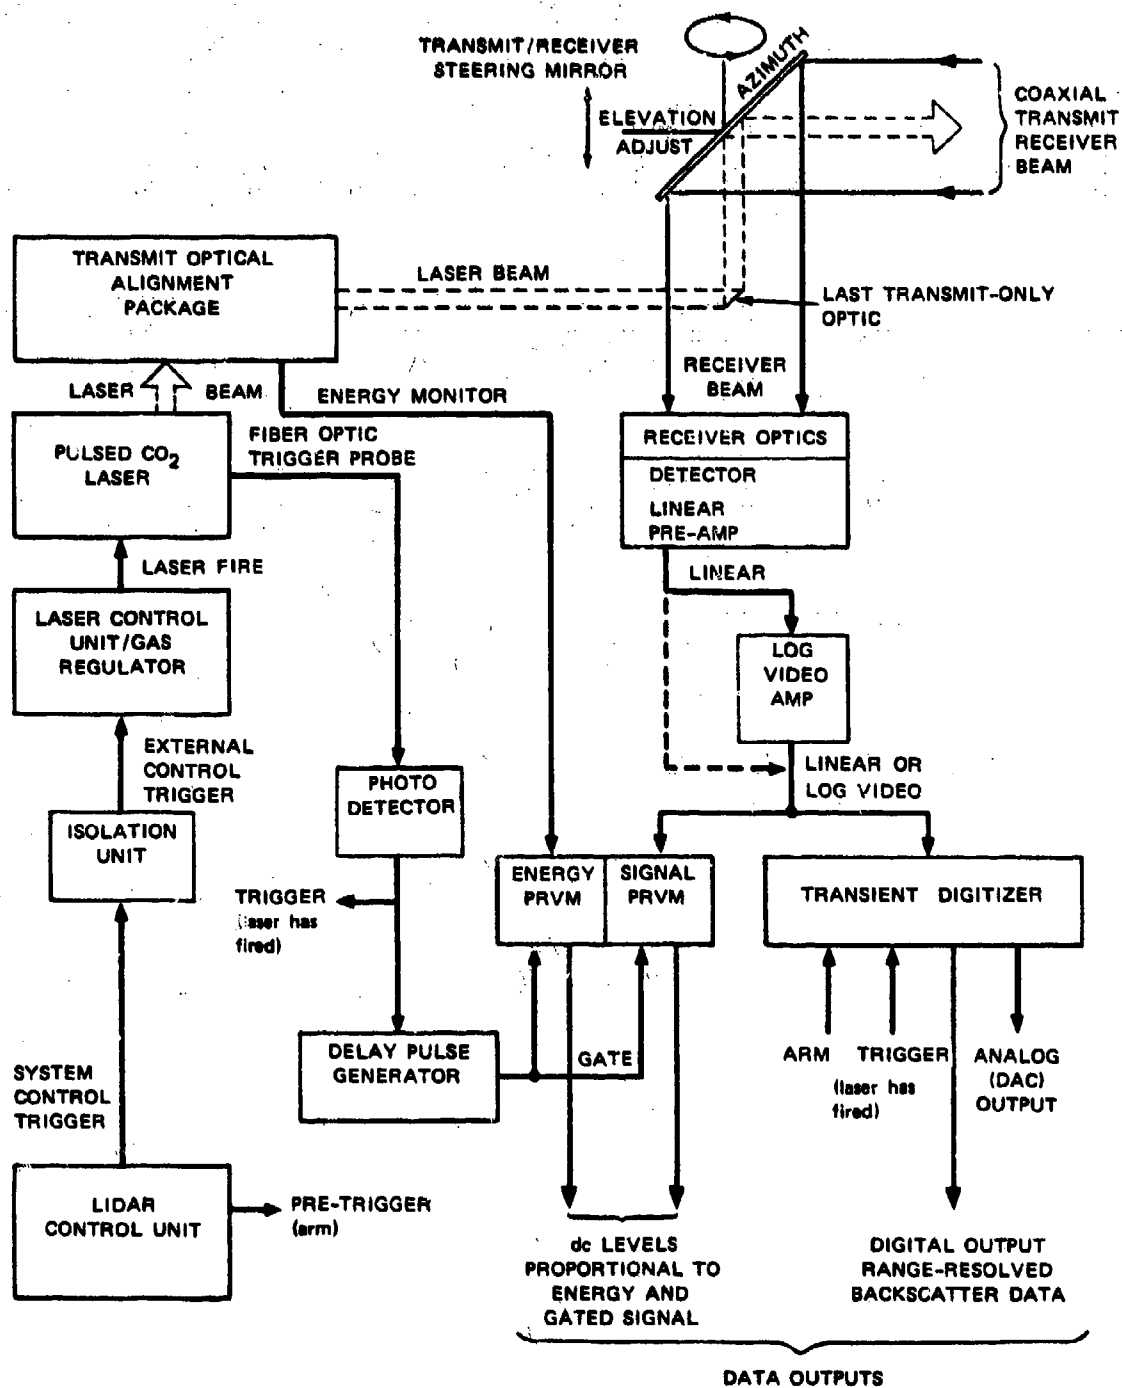 TRANSMIT/RECEIVER
STEERING MIRROR
AZIMUTH
ELEVATION
ADJUST
COAXIAL
TRANSMIT
RECEIVER
BEAM
TRANSMIT OPTICAL
ALIGNMENT
PACKAGE
LASER BEAM
LAST TRANSMIT-ONLY
OPTIC
LASER BEAM
ENERGY MONITOR
RECEIVER
BEAM
PULSED CO2
LASER
FIBER OPTIC
TRIGGER PROBE
RECEIVER OPTICS
DETECTOR
LINEAR
PRE-AMP
LASER FIRE
LINEAR
LASER CONTROL
UNIT/GAS
REGULATOR
LOG
VIDEO
AMP
EXTERNAL
CONTROL
TRIGGER
LINEAR OR
LOG VIDEO
PHOTO
DETECTOR
ISOLATION
UNIT
ENERGY
PRVM
SIGNAL
PRVM
TRANSIENT DIGITIZER
TRIGGER
(laser has
fired)
DELAY PULSE
GENERATOR
GATE
ARM
TRIGGER
(laser has
fired)
ANALOG
(DAC)
OUTPUT
SYSTEM
CONTROL
TRIGGER
LIDAR
CONTROL UNIT
PRE-TRIGGER
(arm)
dc LEVELS
PROPORTIONAL TO
ENERGY AND
GATED SIGNAL
DIGITAL OUTPUT
RANGE-RESOLVED
BACKSCATTER DATA
DATA OUTPUTS